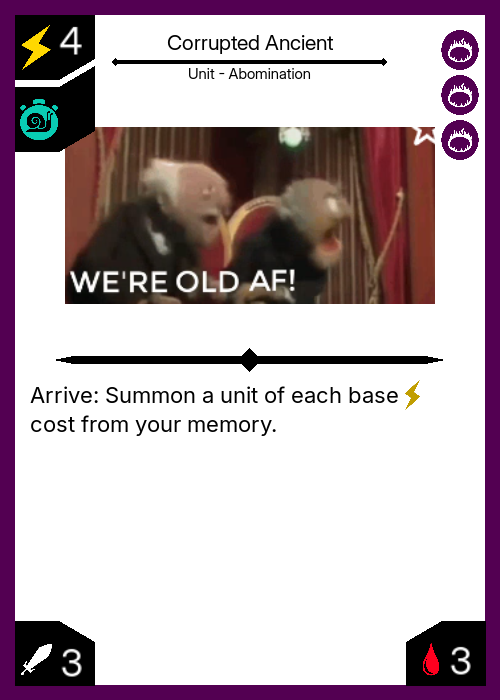 4
Corrupted Ancient
Unit - Abomination
WE'RE OLD AF!
Arrive: Summon a unit of each base
cost from your memory.
3
3